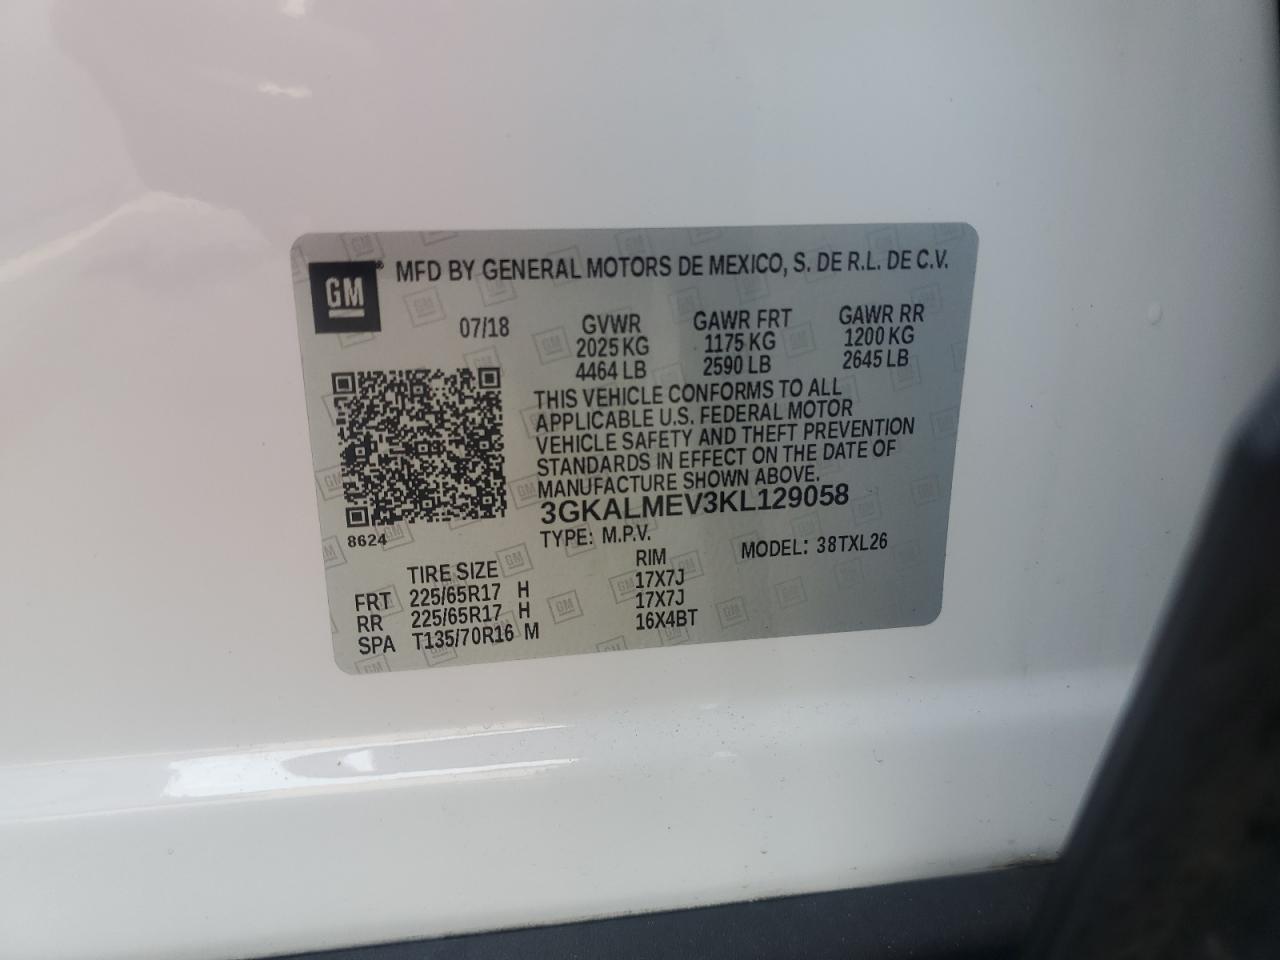 GM® MFD BY GENERAL MOTORS DE MEXICO, S. DE R.L. DE C.V.
07/18 GVWR GAWR FRT GAWR RR
2025 KG 1175 KG 1200 KG
4464 LB 2590 LB 2645 LB
THIS VEHICLE CONFORMS TO ALL
APPLICABLE U.S. FEDERAL MOTOR
VEHICLE SAFETY AND THEFT PREVENTION
STANDARDS IN EFFECT ON THE DATE OF
MANUFACTURE SHOWN ABOVE.
3GKALMEV3KL129058
8624 TYPE: M.P.V. MODEL: 38TXL26
TIRE SIZE RIM
FRT 225/65R17 H 17X7J
RR 225/65R17 H 17X7J
SPA T135/70R16 M 16X4BT